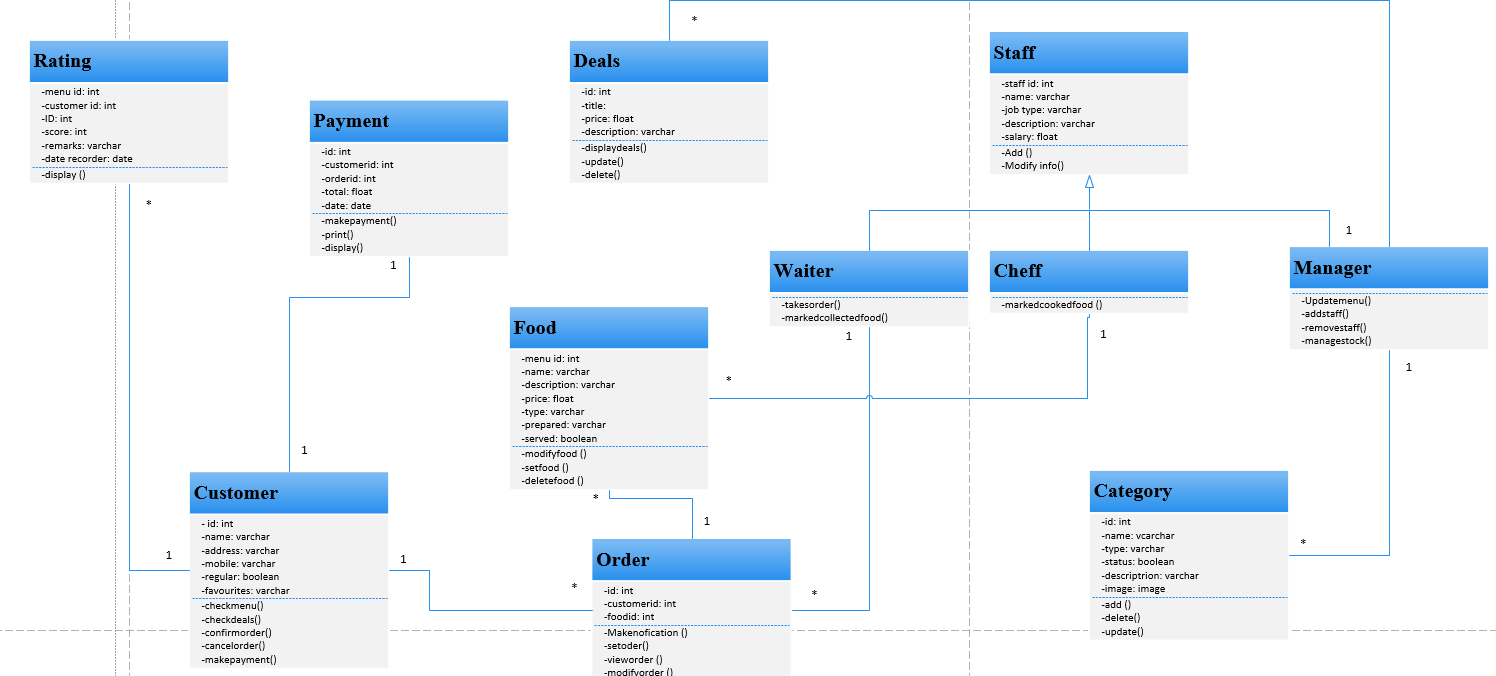 *
Rating
-menu id: int
-customer id: int
-ID: int
-score: int
-remarks: varchar
-date recorder: date
-display ()
*
Payment
-id: int
-customerid: int
-orderid: int
-total: float
-date: date
-makepayment()
-print()
-display()
1
1
Deals
-id: int
-title:
-price: float
-description: varchar
-displaydeals()
-update()
-delete()
Staff
-staff id: int
-name: varchar
-job type: varchar
-description: varchar
-salary: float
-Add ()
-Modify info()
1
Waiter
-takesorder()
-markedcollectedfood()
1
Cheff
-markedcookedfood ()
1
Manager
-Updatemenu()
-addstaff()
-removestaff()
-managestock()
1
Food
-menu id: int
-name: varchar
-description: varchar
-price: float
-type: varchar
-prepared: varchar
-served: boolean
-modifyfood ()
-setfood ()
-deletefood ()
*
*
1
Customer
- id: int
-name: varchar
-address: varchar
-mobile: varchar
-regular: boolean
-favourites: varchar
-checkmenu()
-checkdeals()
-confirmorder()
-cancelorder()
-makepayment()
1
1
*
Order
-id: int
-customerid: int
-foodid: int
-Makenofication ()
-setoder()
-vieworder ()
-modifyorder ()
*
Category
-id: int
-name: vcarchar
-type: varchar
-status: boolean
-descriptrion: varchar
-image: image
-add ()
-delete()
-update()
*